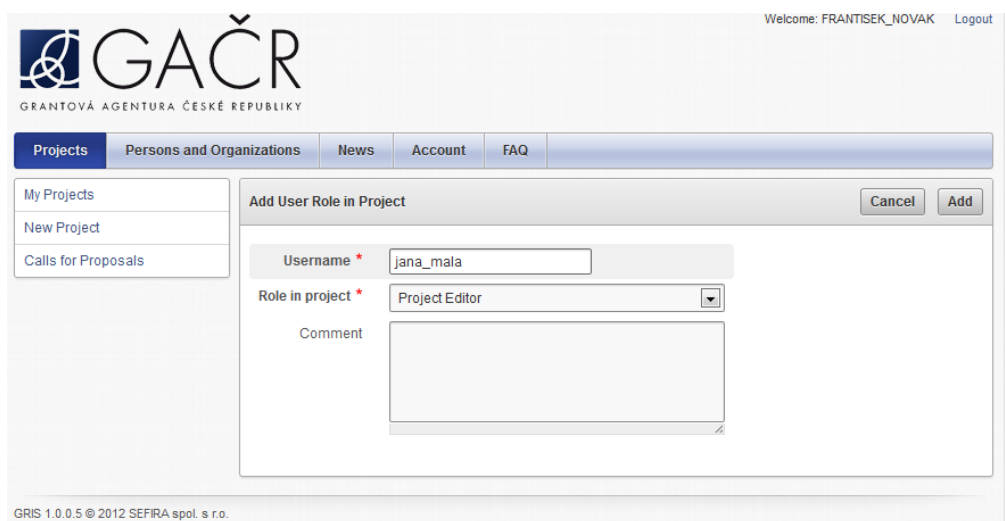 Welcome: FRANTISEK_NOVAK Logout
GAČR
GRANTOVÁ AGENTURA ČESKÉ REPUBLIKY
Projects Persons and Organizations News Account FAQ
My Projects
New Project
Calls for Proposals
Add User Role in Project Cancel Add
Username * jana_mala
Role in project * Project Editor
Comment
GRIS 1.0.0.5 © 2012 SEFIRA spol. s r.o.